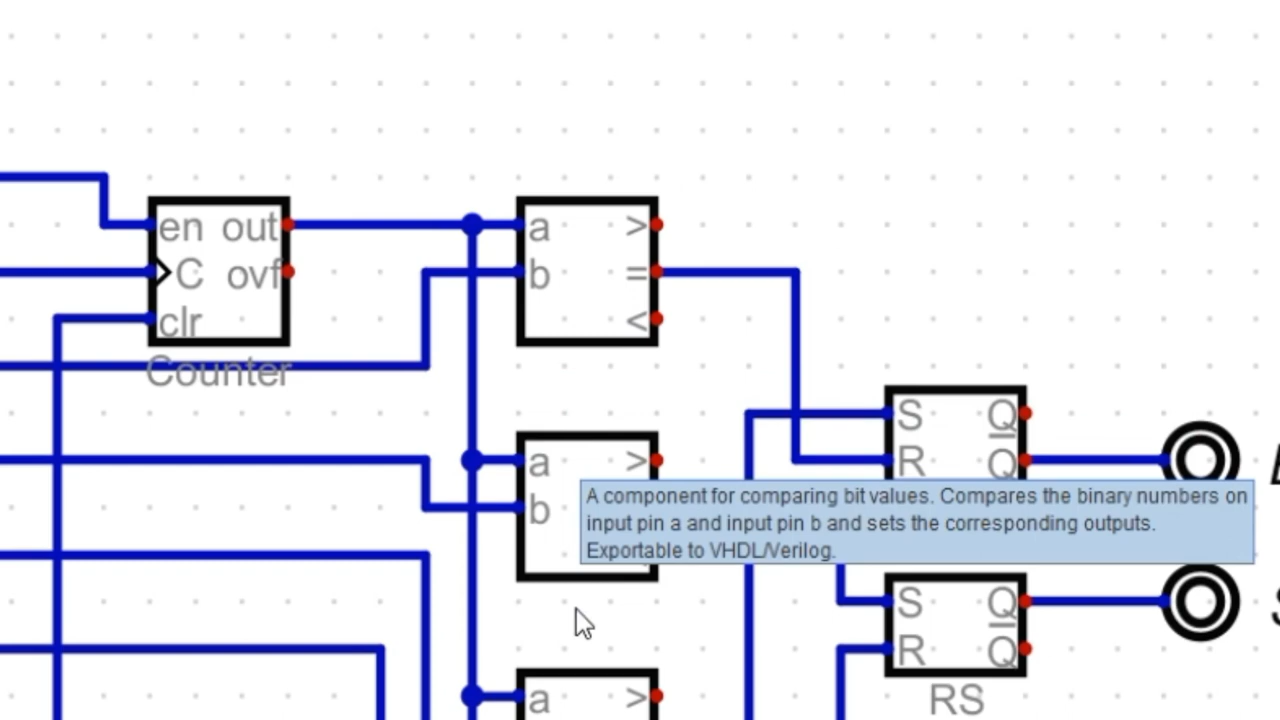 en out
C ovf
clr
Counter
a >
b =
<
S Q
R Q
a >
b
A component for comparing bit values. Compares the binary numbers on
input pin a and input pin b and sets the corresponding outputs.
Exportable to VHDL/Verilog.
S Q
R Q
RS
a >